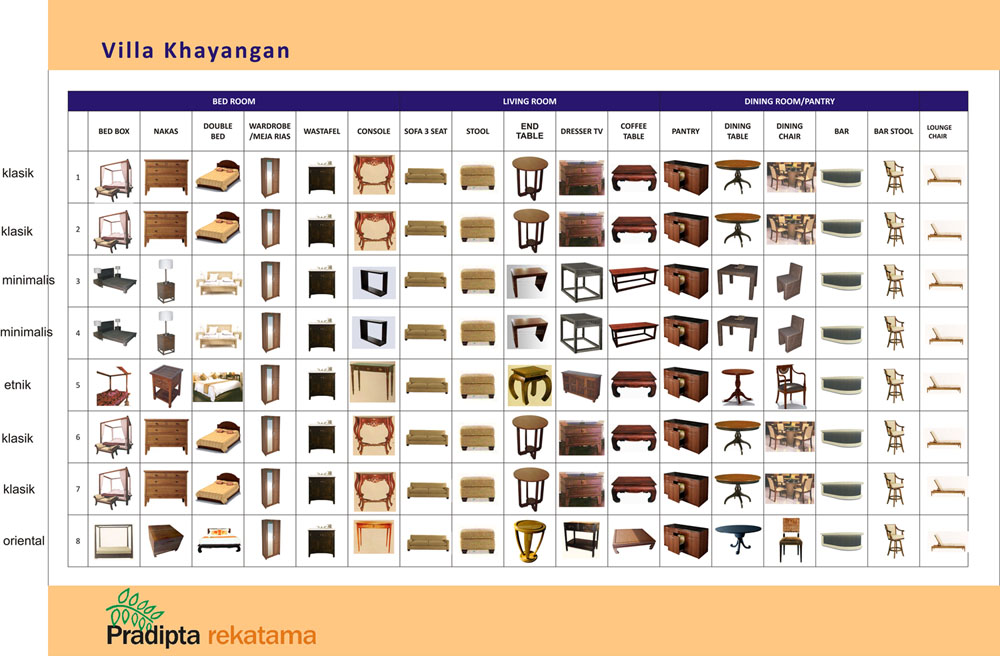 Villa Khayangan
BED ROOM LIVING ROOM DINING ROOM/PANTRY
BED BOX NAKAS DOUBLE BED WARDROBE /MEJA RIAS WASTAFEL CONSOLE SOFA 3 SEAT STOOL END TABLE DRESSER TV COFFEE TABLE PANTRY DINING TABLE DINING CHAIR BAR BAR STOOL LOUNGE CHAIR
klasik 1
klasik 2
minimalis 3
minimalis 4
etnik 5
klasik 6
klasik 7
oriental 8
Pradipta rekatama